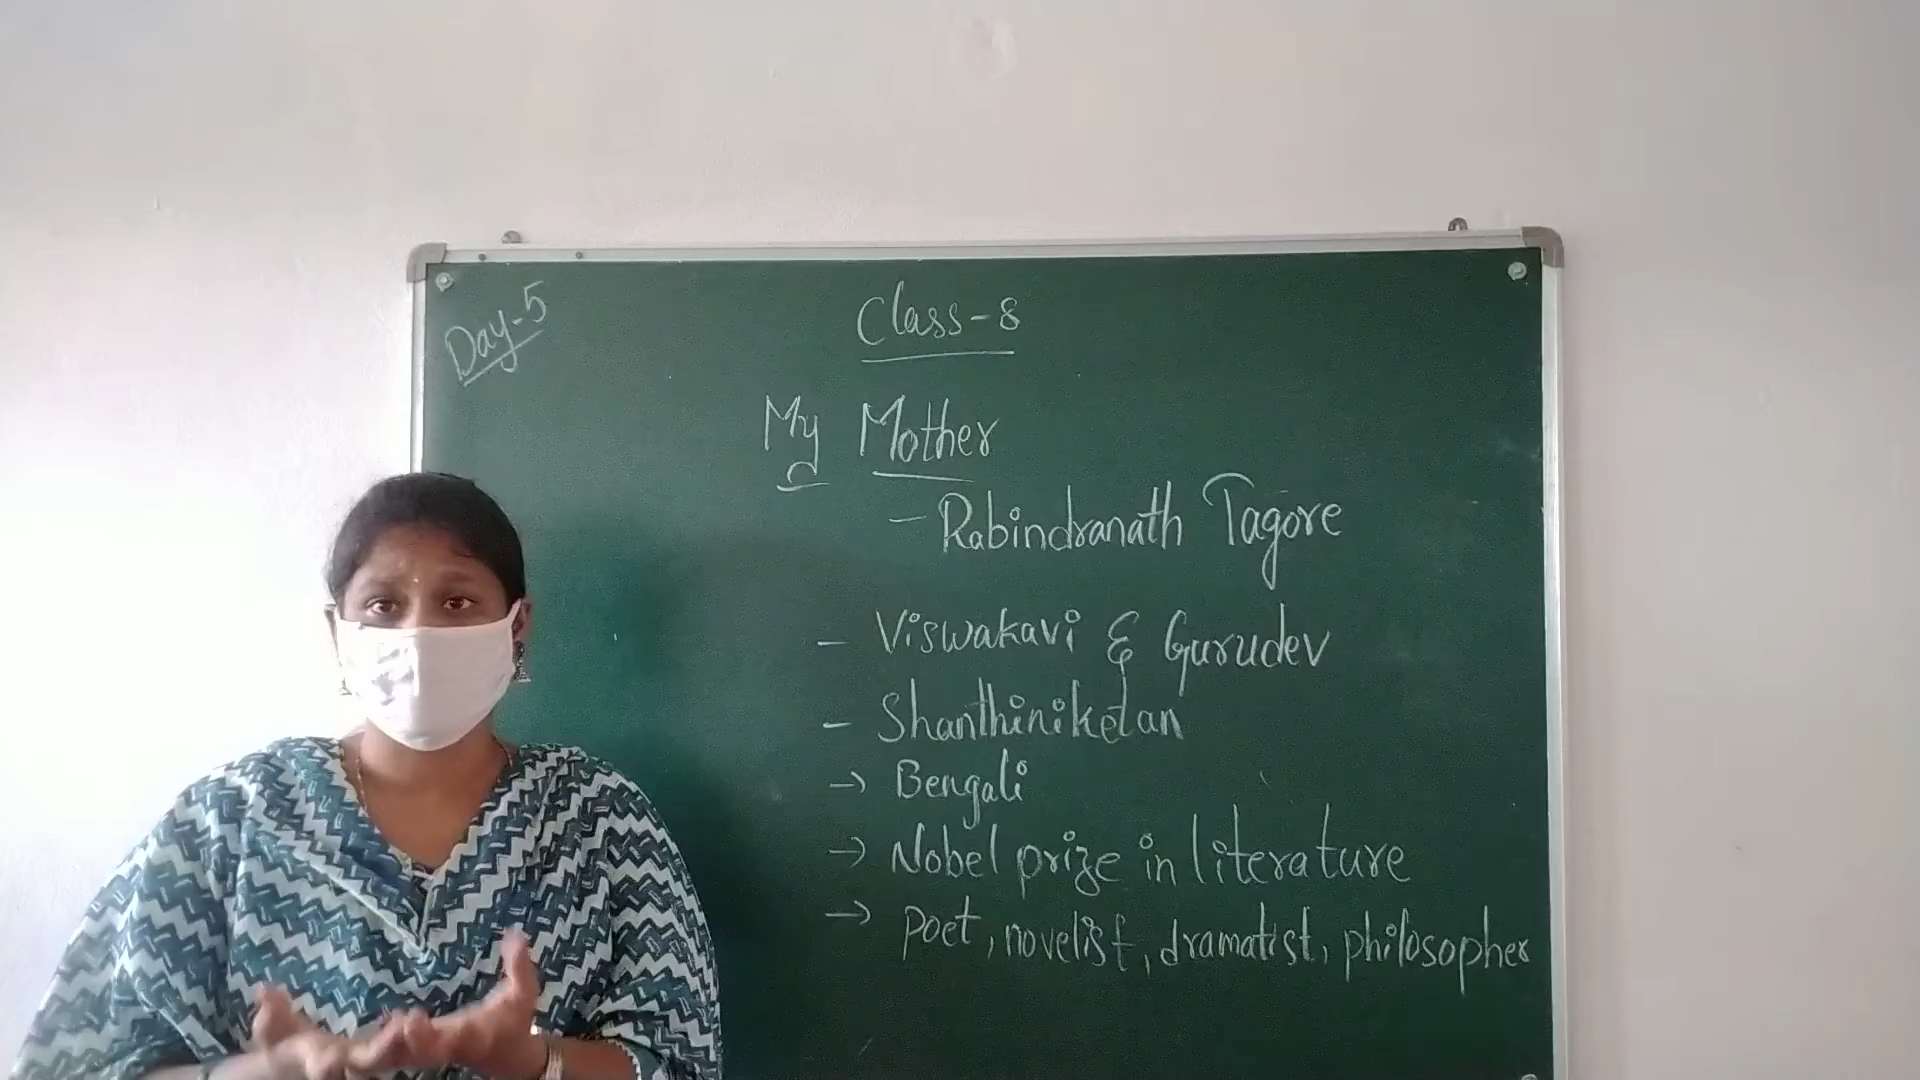 Day-5
Class-8
My Mother
- Rabindranath Tagore
- Viswakavi & Gurudev
- Shanthiniketan
→ Bengali
→ Nobel prize in literature
→ Poet, novelist, dramatist, philosopher